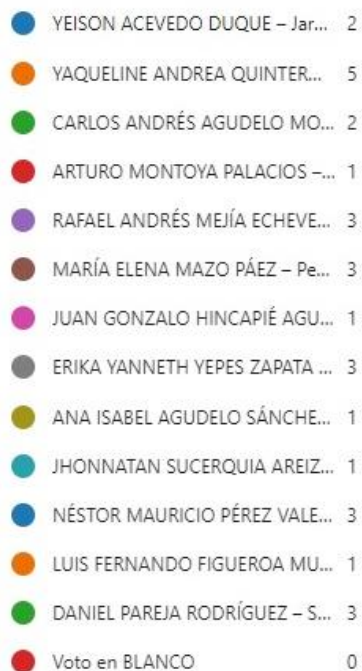 YEISON ACEVEDO DUQUE – Jar... 2
YAQUELINE ANDREA QUINTER... 5
CARLOS ANDRÉS AGUDELO MO... 2
ARTURO MONTOYA PALACIOS –... 1
RAFAEL ANDRÉS MEJÍA ECHEVE... 3
MARÍA ELENA MAZO PÁEZ – Pe... 3
JUAN GONZALO HINCAPIÉ AGU... 1
ERIKA YANNETH YEPES ZAPATA ... 3
ANA ISABEL AGUDELO SÁNCHE... 1
JHONNATAN SUCERQUIA AREIZ... 1
NÉSTOR MAURICIO PÉREZ VALE... 3
LUIS FERNANDO FIGUEROA MU... 1
DANIEL PAREJA RODRÍGUEZ – S... 3
Voto en BLANCO 0